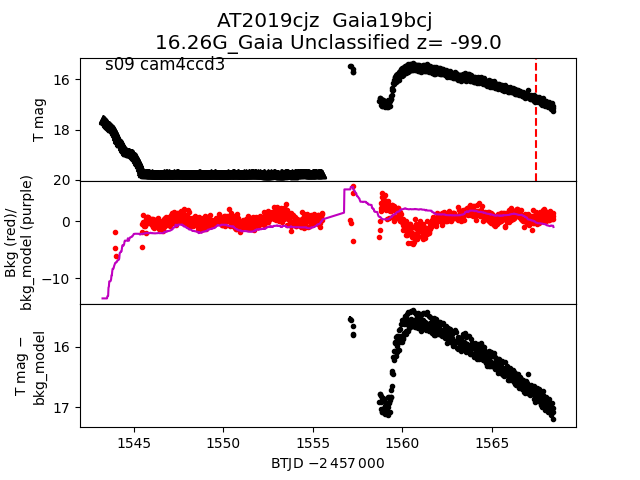 AT2019cjz  Gaia19bcj
16.26G_Gaia Unclassified z= -99.0
s09 cam4ccd3
T mag
16
18
20
Bkg (red)/
bkg_model (purple)
0
−10
T mag −
bkg_model
16
17
1545
1550
1555
1560
1565
BTJD −2 457 000